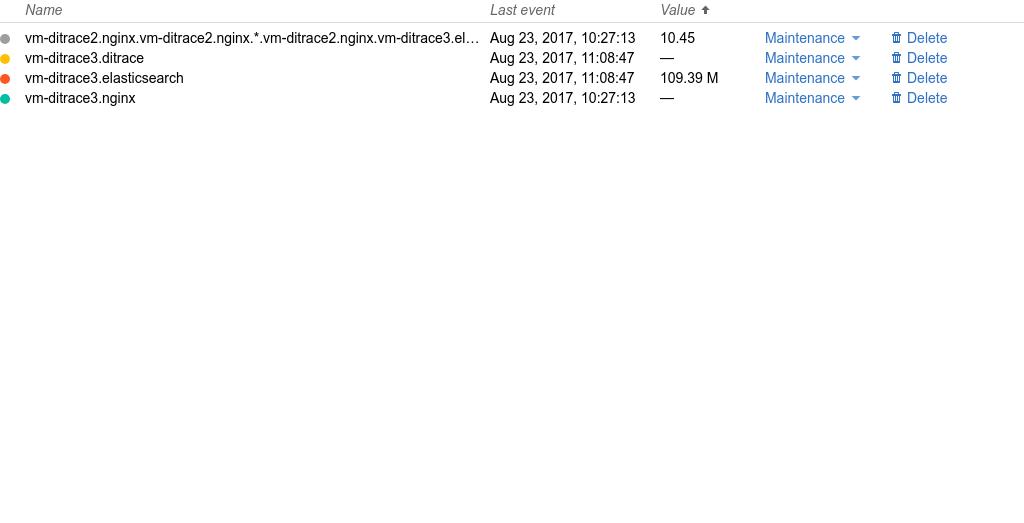 Name Last event Value
vm-ditrace2.nginx.vm-ditrace2.nginx.*.vm-ditrace2.nginx.vm-ditrace3.el… Aug 23, 2017, 10:27:13 10.45 Maintenance Delete
vm-ditrace3.ditrace Aug 23, 2017, 11:08:47 — Maintenance Delete
vm-ditrace3.elasticsearch Aug 23, 2017, 11:08:47 109.39 M Maintenance Delete
vm-ditrace3.nginx Aug 23, 2017, 10:27:13 — Maintenance Delete